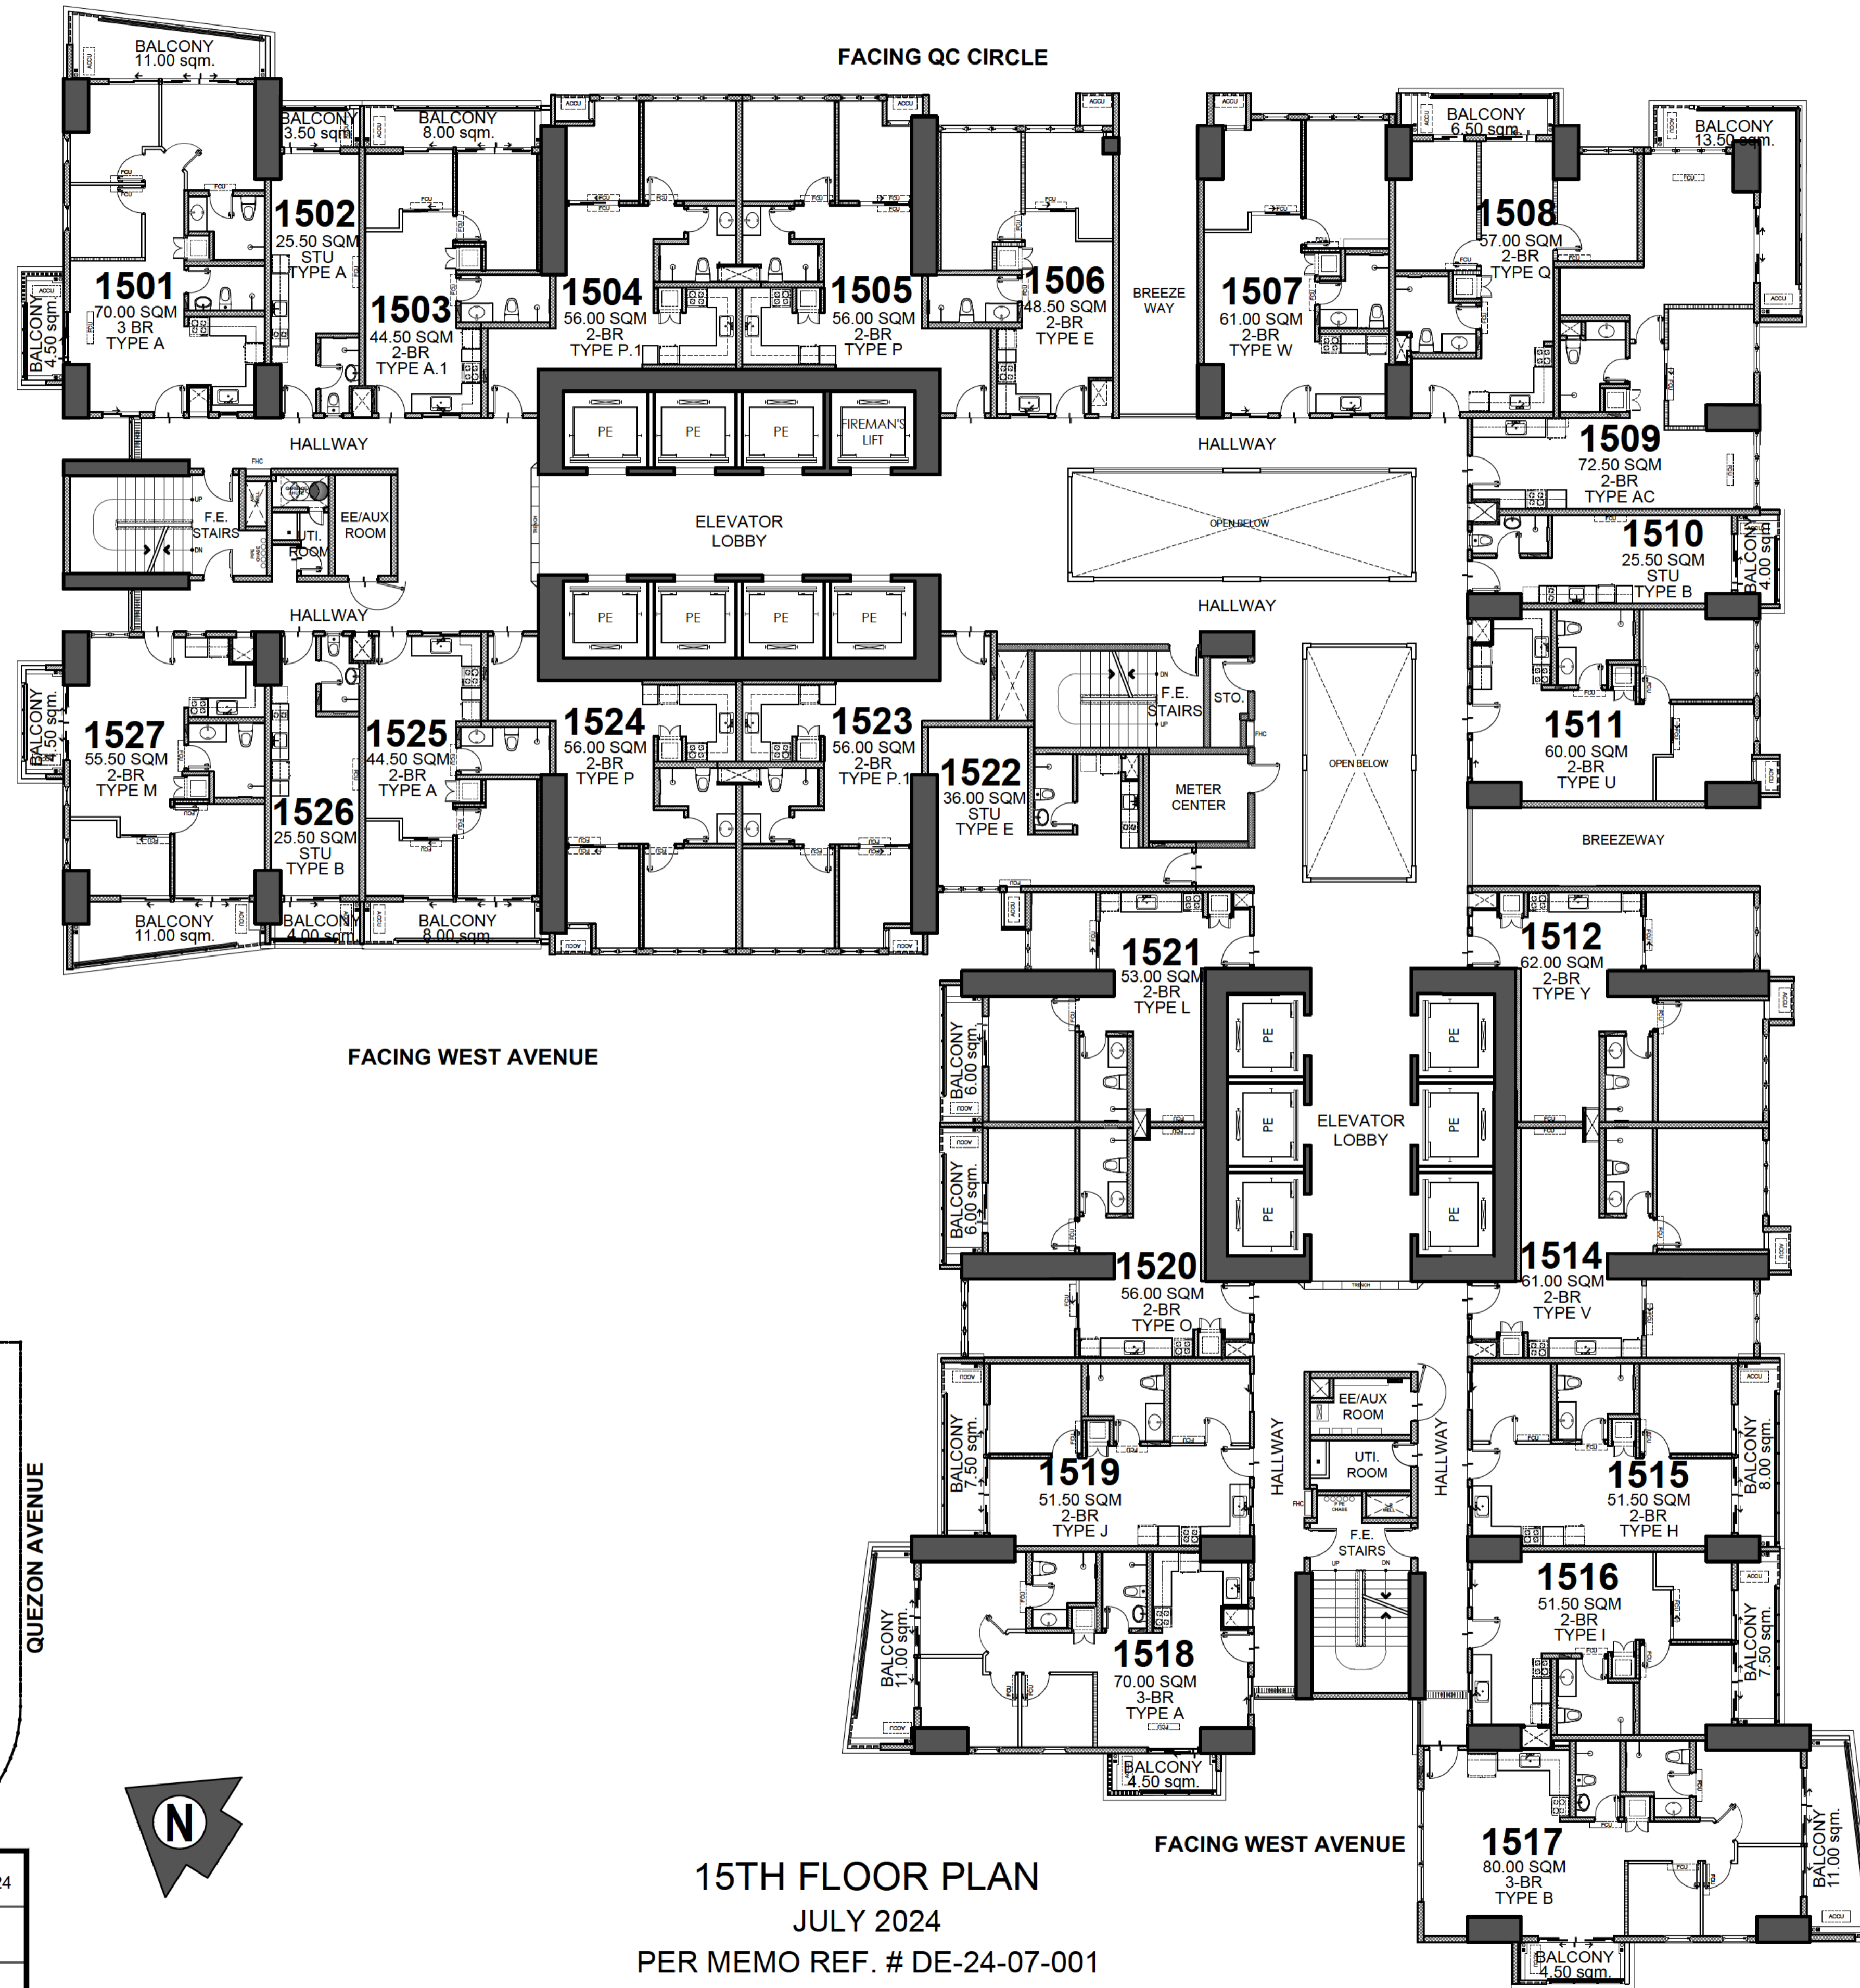 FACING QC CIRCLE
BALCONY
11.00 sqm.
BALCONY
3.50 sqm.
BALCONY
8.00 sqm.
BALCONY
6.50 sqm.
BALCONY
13.50 sqm.
1501
70.00 SQM
3 BR
TYPE A
BALCONY
4.50 sqm.
1502
25.50 SQM
STU
TYPE A
1503
44.50 SQM
2-BR
TYPE A.1
1504
56.00 SQM
2-BR
TYPE P.1
1505
56.00 SQM
2-BR
TYPE P
1506
48.50 SQM
2-BR
TYPE E
BREEZE
WAY
1507
61.00 SQM
2-BR
TYPE W
1508
57.00 SQM
2-BR
TYPE Q
1509
72.50 SQM
2-BR
TYPE AC
1510
25.50 SQM
STU
TYPE B
BALCONY
4.00 sqm.
HALLWAY
PE
PE
PE
FIREMAN'S
LIFT
HALLWAY
FHC
UP
F.E.
STAIRS
DN
UTI.
ROOM
EE/AUX
ROOM
ELEVATOR
LOBBY
OPEN BELOW
HALLWAY
PE
PE
PE
PE
HALLWAY
1511
60.00 SQM
2-BR
TYPE U
BREEZEWAY
BALCONY
4.50 sqm.
1527
55.50 SQM
2-BR
TYPE M
1526
25.50 SQM
STU
TYPE B
1525
44.50 SQM
2-BR
TYPE A
1524
56.00 SQM
2-BR
TYPE P
1523
56.00 SQM
2-BR
TYPE P.1
1522
36.00 SQM
STU
TYPE E
DN
F.E.
STAIRS
UP
STO.
FHC
METER
CENTER
OPEN BELOW
BALCONY
11.00 sqm.
BALCONY
4.00 sqm.
BALCONY
8.00 sqm.
FACING WEST AVENUE
1521
53.00 SQM
2-BR
TYPE L
BALCONY
6.00 sqm.
1512
62.00 SQM
2-BR
TYPE Y
PE
PE
PE
ELEVATOR
LOBBY
PE
PE
PE
BALCONY
6.00 sqm.
1520
56.00 SQM
2-BR
TYPE O
1514
61.00 SQM
2-BR
TYPE V
TRENCH
BALCONY
7.50 sqm.
1519
51.50 SQM
2-BR
TYPE J
HALLWAY
EE/AUX
ROOM
UTI.
ROOM
FHC
F.E.
STAIRS
UP
DN
HALLWAY
1515
51.50 SQM
2-BR
TYPE H
BALCONY
8.00 sqm.
1516
51.50 SQM
2-BR
TYPE I
BALCONY
7.50 sqm.
BALCONY
11.00 sqm.
1518
70.00 SQM
3-BR
TYPE A
BALCONY
4.50 sqm.
1517
80.00 SQM
3-BR
TYPE B
BALCONY
11.00 sqm.
BALCONY
4.50 sqm.
FACING WEST AVENUE
QUEZON AVENUE
N
24
15TH FLOOR PLAN
JULY 2024
PER MEMO REF. # DE-24-07-001